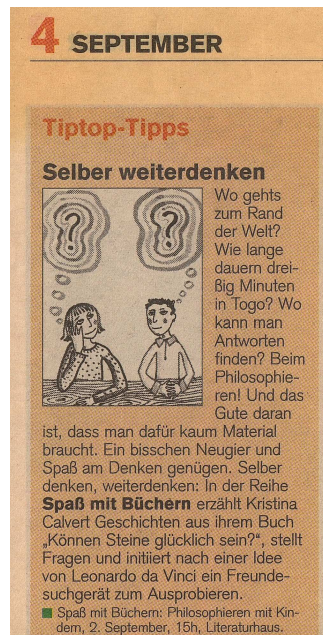 4 SEPTEMBER
Tiptop-Tipps
Selber weiterdenken
Wo gehts
zum Rand
der Welt?
Wie lange
dauern drei-
ßig Minuten
in Togo? Wo
kann man
Antworten
finden? Beim
Philosophie-
ren! Und das
Gute daran
ist, dass man dafür kaum Material
braucht. Ein bisschen Neugier und
Spaß am Denken genügen. Selber
denken, weiterdenken: In der Reihe
Spaß mit Büchern erzählt Kristina
Calvert Geschichten aus ihrem Buch
„Können Steine glücklich sein?“, stellt
Fragen und initiiert nach einer Idee
von Leonardo da Vinci ein Freunde-
suchgerät zum Ausprobieren.
■ Spaß mit Büchern: Philosophieren mit Kin-
dern, 2. September, 15h, Literaturhaus.
? ?